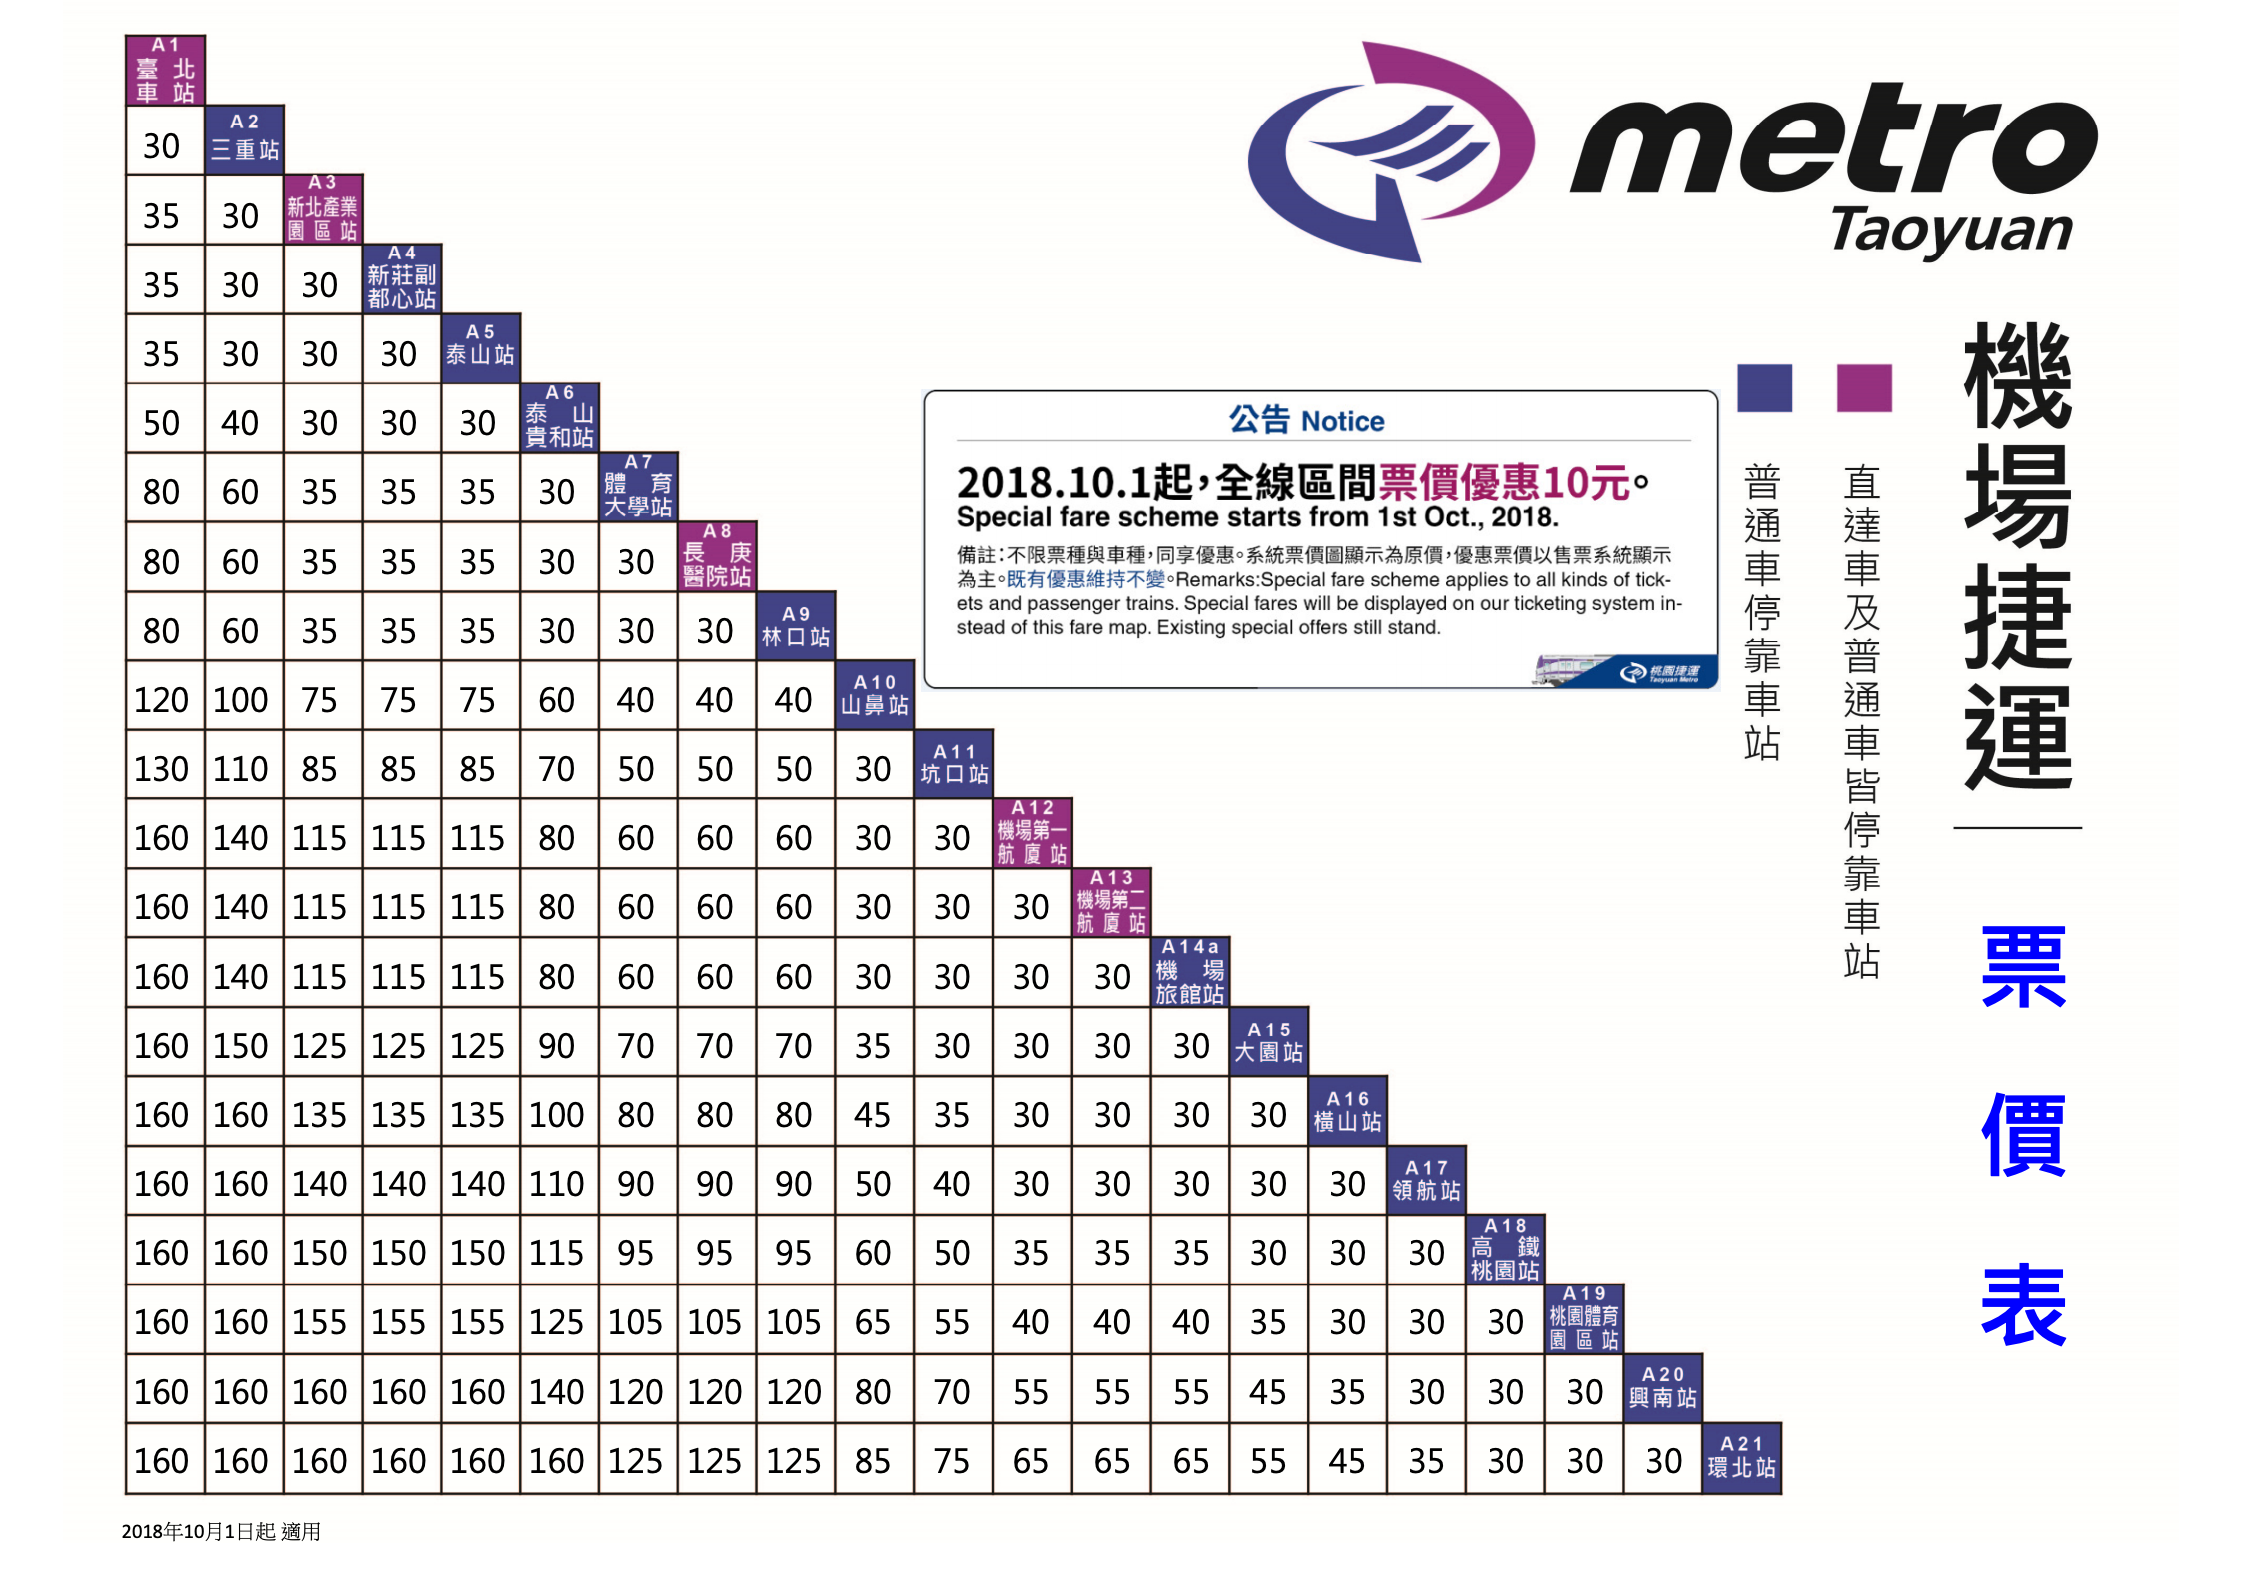 A1
臺北
車站
30
A2
三重站
35 30
A3
新北產業
園區站
35 30 30
A4
新莊副
都心站
35 30 30 30
A5
泰山站
50 40 30 30 30
A6
泰山
貴和站
80 60 35 35 35 30
A7
體育
大學站
80 60 35 35 35 30 30
A8
長庚
醫院站
80 60 35 35 35 30 30 30
A9
林口站
120 100 75 75 75 60 40 40 40
A10
山鼻站
130 110 85 85 85 70 50 50 50 30
A11
坑口站
160 140 115 115 115 80 60 60 60 30 30
A12
機場第一
航廈站
160 140 115 115 115 80 60 60 60 30 30 30
A13
機場第二
航廈站
160 140 115 115 115 80 60 60 60 30 30 30 30
A14a
機場
旅館站
160 150 125 125 125 90 70 70 70 35 30 30 30 30
A15
大園站
160 160 135 135 135 100 80 80 80 45 35 30 30 30 30
A16
橫山站
160 160 140 140 140 110 90 90 90 50 40 30 30 30 30 30
A17
領航站
160 160 150 150 150 115 95 95 95 60 50 35 35 35 30 30 30
A18
高鐵
桃園站
160 160 155 155 155 125 105 105 105 65 55 40 40 40 35 30 30 30
A19
桃園體育
園區站
160 160 160 160 160 140 120 120 120 80 70 55 55 55 45 35 30 30 30
A20
興南站
160 160 160 160 160 160 125 125 125 85 75 65 65 65 55 45 35 30 30 30
A21
環北站
2018年10月1日起 適用
metro
Taoyuan
機場捷運
票價表
直達車及普通車皆停靠車站
普通車停靠車站
公告 Notice
2018.10.1起,全線區間票價優惠10元。
Special fare scheme starts from 1st Oct., 2018.
備註:不限票種與車種,同享優惠。系統票價圖顯示為原價,優惠票價以售票系統顯示
為主。既有優惠維持不變。Remarks:Special fare scheme applies to all kinds of tick-
ets and passenger trains. Special fares will be displayed on our ticketing system in-
stead of this fare map. Existing special offers still stand.
桃園捷運
Taoyuan Metro